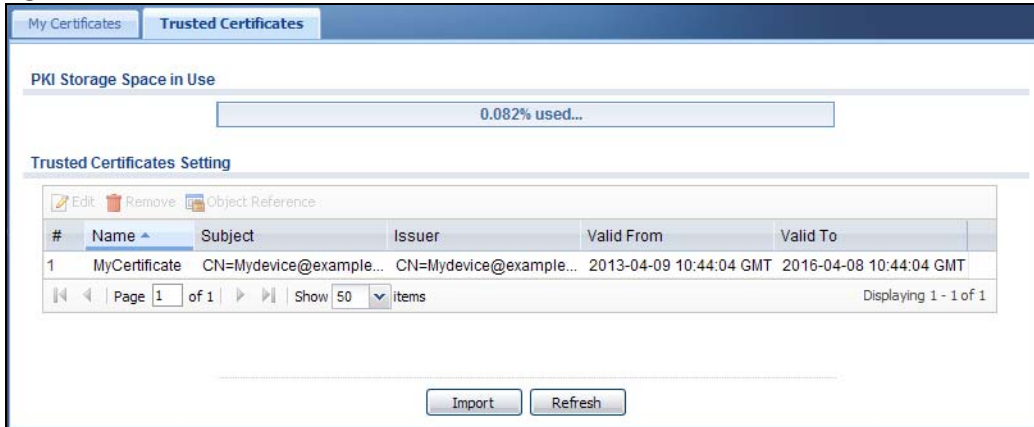 My Certificates Trusted Certificates
PKI Storage Space in Use
0.082% used...
Trusted Certificates Setting
Edit Remove Object Reference
# Name Subject Issuer Valid From Valid To
1 MyCertificate CN=Mydevice@example... CN=Mydevice@example... 2013-04-09 10:44:04 GMT 2016-04-08 10:44:04 GMT
Page 1 of 1 Show 50 items Displaying 1 - 1 of 1
Import Refresh